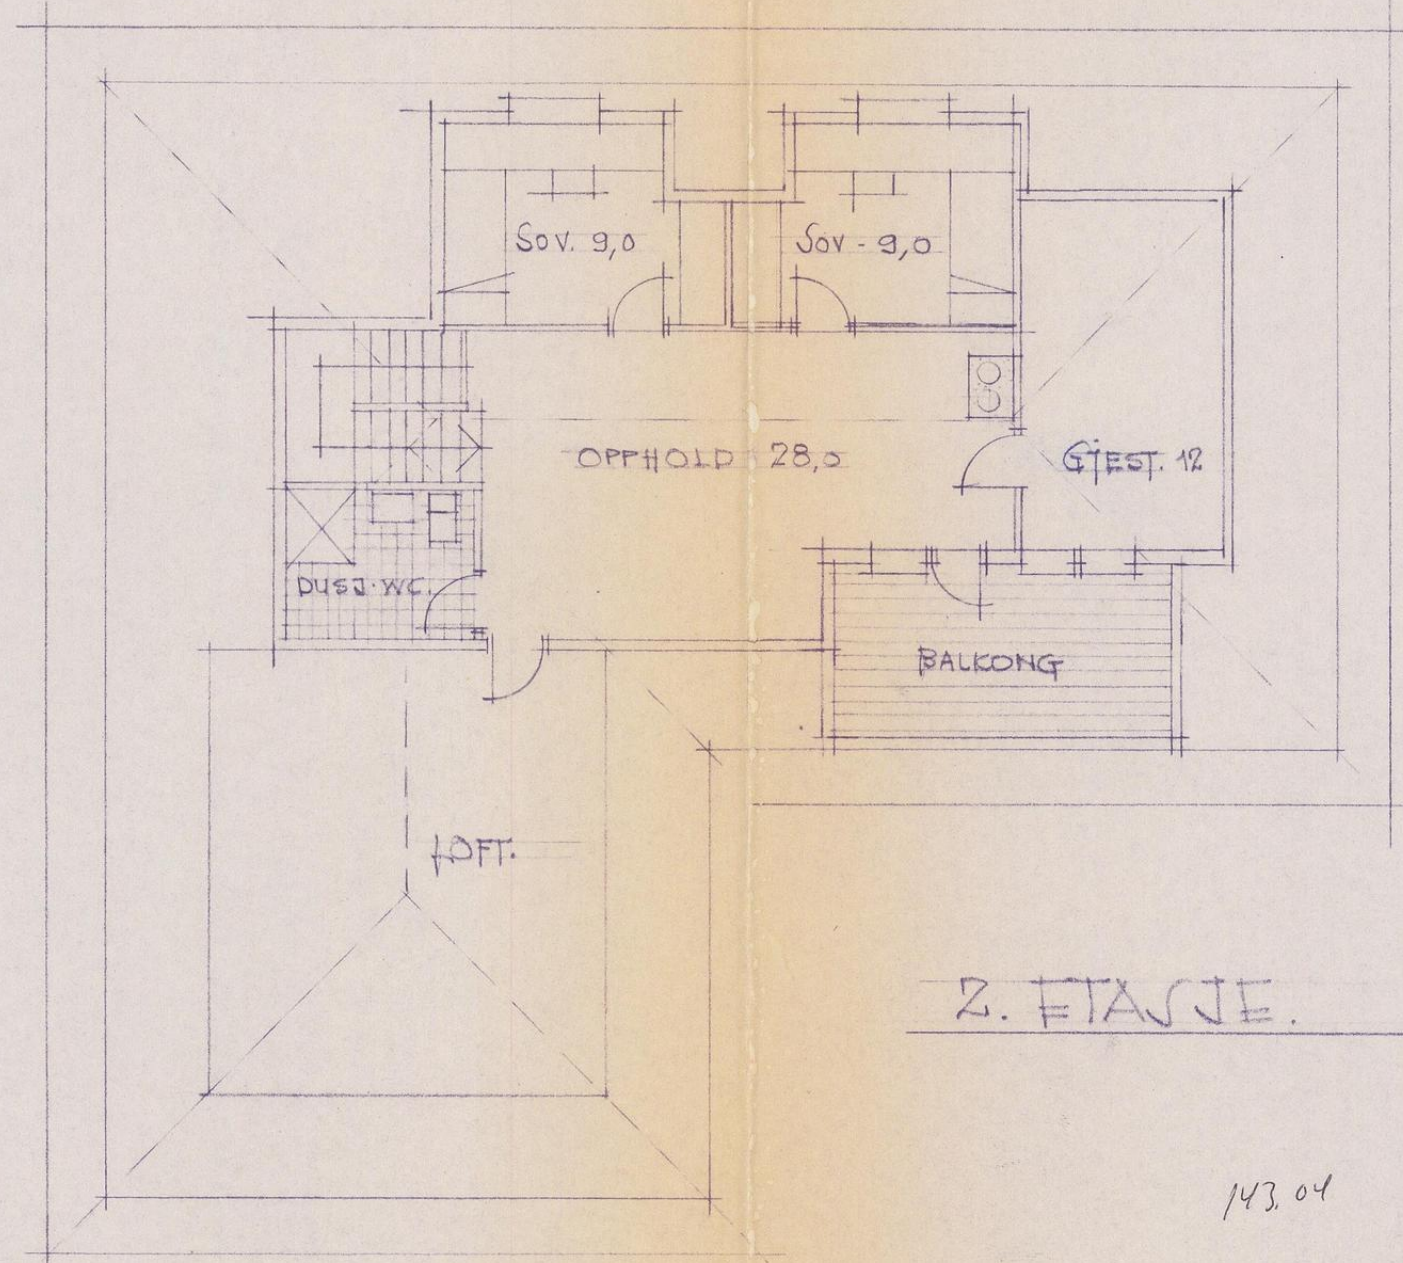 Sov. 9,0
Sov - 9,0
OPPHOLD 28,0
GJEST. 12
DUSJ. WC.
BALKONG
LOFT.
2. ETASJE.
143.04